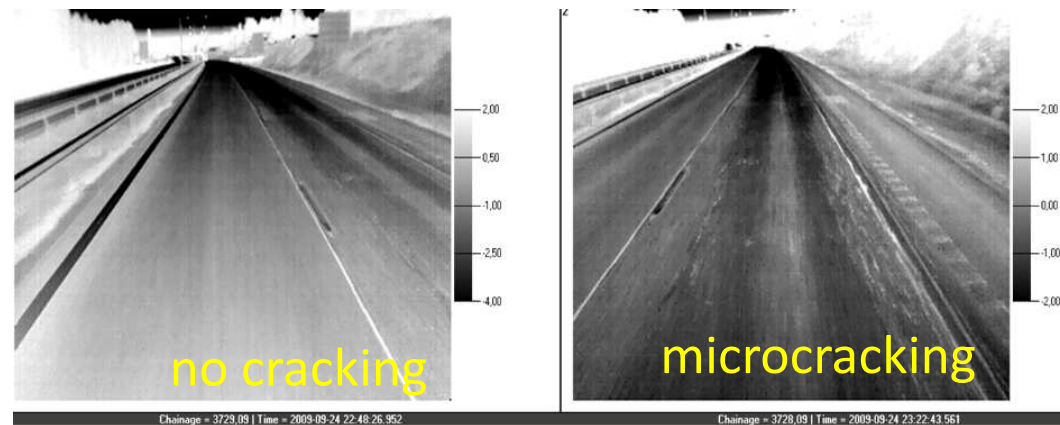 2
2,00
0,50
-1,00
-2,50
-4,00
no cracking
Chainage = 3729,09 | Time = 2009-09-24 22:48:26.952
2,00
1,00
0,00
-1,00
-2,00
microcracking
Chainage = 3728,09 | Time = 2009-09-24 23:22:43.561